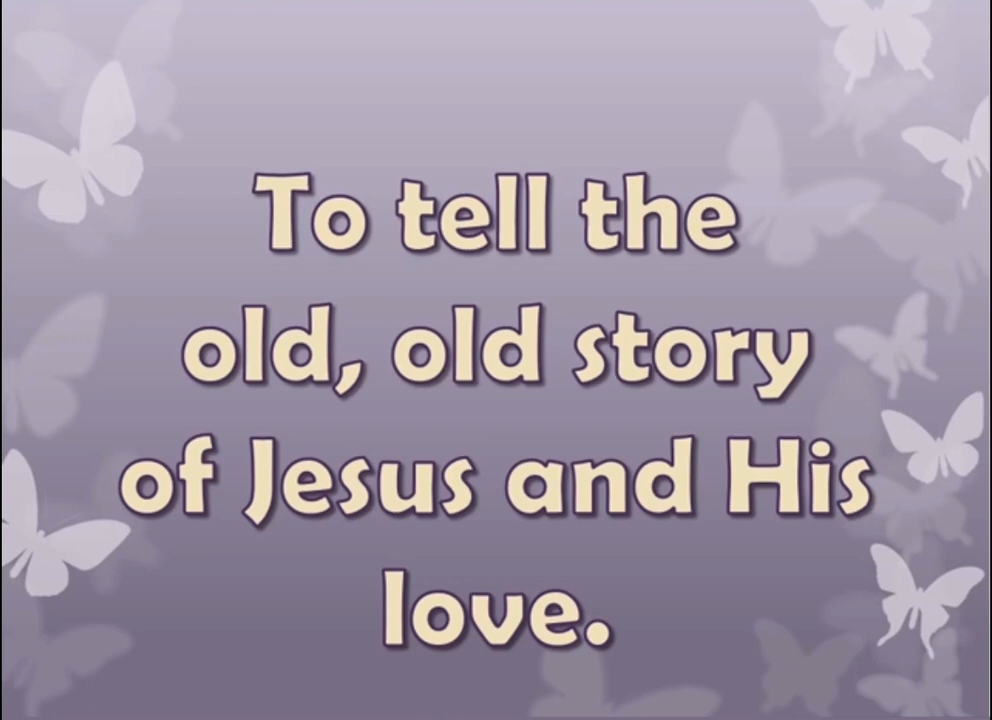 To tell the
old, old story
of Jesus and His
love.